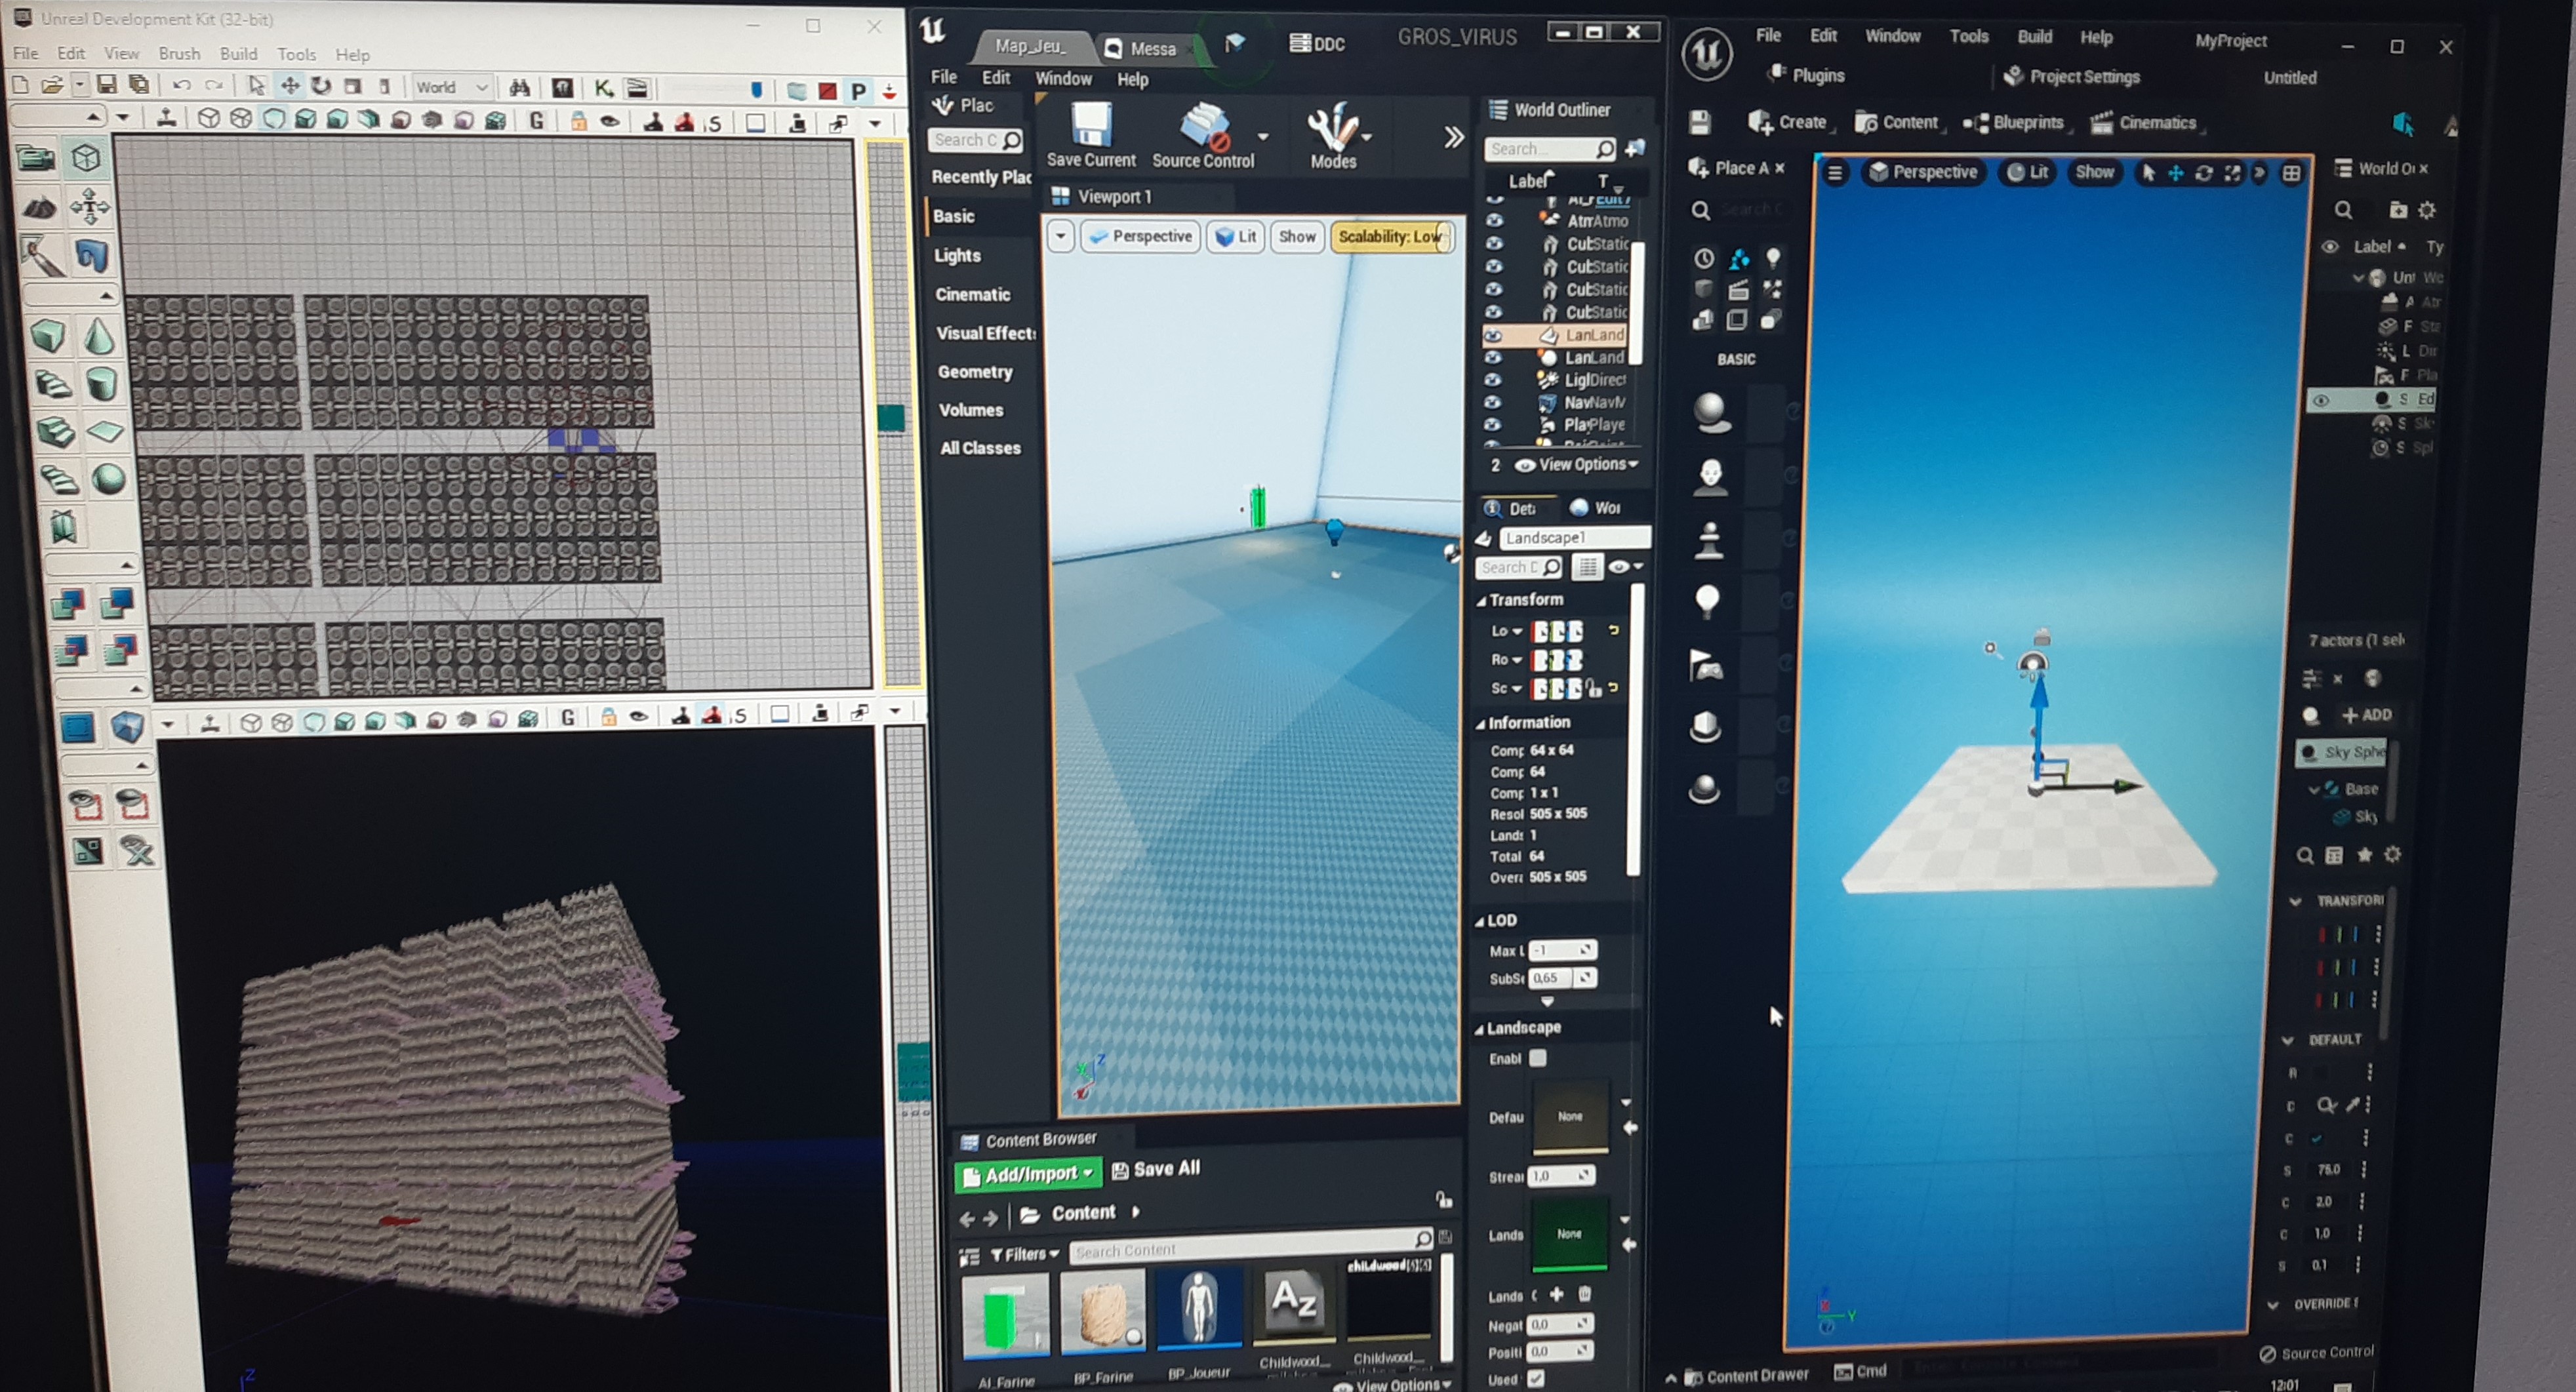 Unreal Development Kit (32-bit)
File Edit View Brush Build Tools Help
World
P
G
S
G
S
Z
Map_Jeu_
Messa
DDC
GROS_VIRUS
File Edit Window Help
Plac
Search C
Recently Plac
Basic
Lights
Cinematic
Visual Effect
Geometry
Volumes
All Classes
Save Current
Source Control
Modes
Viewport 1
Perspective
Lit
Show
Scalability: Low
World Outliner
Search...
Label
T
AtmAtmo
CubStatic
CubStatic
CubStatic
CubStatic
LanLand
LanLand
LiglDirect
NavNavM
PlayPlaye
2
View Options
Det
Wor
Landscape1
Search D
Transform
Lo
Ro
Sc
Information
Comp 64 x 64
Comp 64
Comp 1 x 1
Resol 505 x 505
Lands 1
Total 64
Overa 505 x 505
LOD
Max L -1
SubSe 0,65
Landscape
Enabl
Defau
None
Strear 1,0
Lands
None
Lands
Negat 0,0
Positi 0,0
Used
Content Browser
Add/Import
Save All
Content
Filters
Search Content
AI_Farine
BP_Farine
BP_Joueur
Childwood_
Childwood_
View Options
File Edit Window Tools Build Help
MyProject
Plugins
Project Settings
Untitled
Create
Content
Blueprints
Cinematics
Place A
Search C
BASIC
Perspective
Lit
Show
World O
Label
Ty
7 actors (1 sel
ADD
Sky Sphe
Base
Sky
TRANSFORM
DEFAULT
R
D
C
S 75.0
C 2.0
C 1.0
S 0.1
OVERRIDE
Content Drawer
Cmd
Source Control
12:01